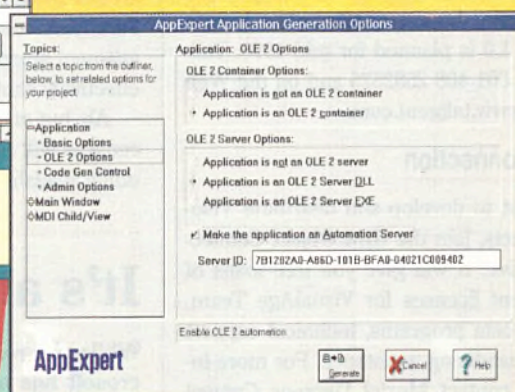 AppExpert Application Generation Options
Topics:
Select a topic from the outliner,
below, to set related options for
your project.
Application
Basic Options
OLE 2 Options
Code Gen Control
Admin Options
Main Window
MDI Child/View
Application: OLE 2 Options
OLE 2 Container Options:
Application is not an OLE 2 container
Application is an OLE 2 container
OLE 2 Server Options:
Application is not an OLE 2 server
Application is an OLE 2 Server DLL
Application is an OLE 2 Server EXE
Make the application an Automation Server
Server ID: 7B1292A0-A86D-101B-BFA0-04021C009402
Enable OLE 2 automation.
AppExpert
Generate
Cancel
Help